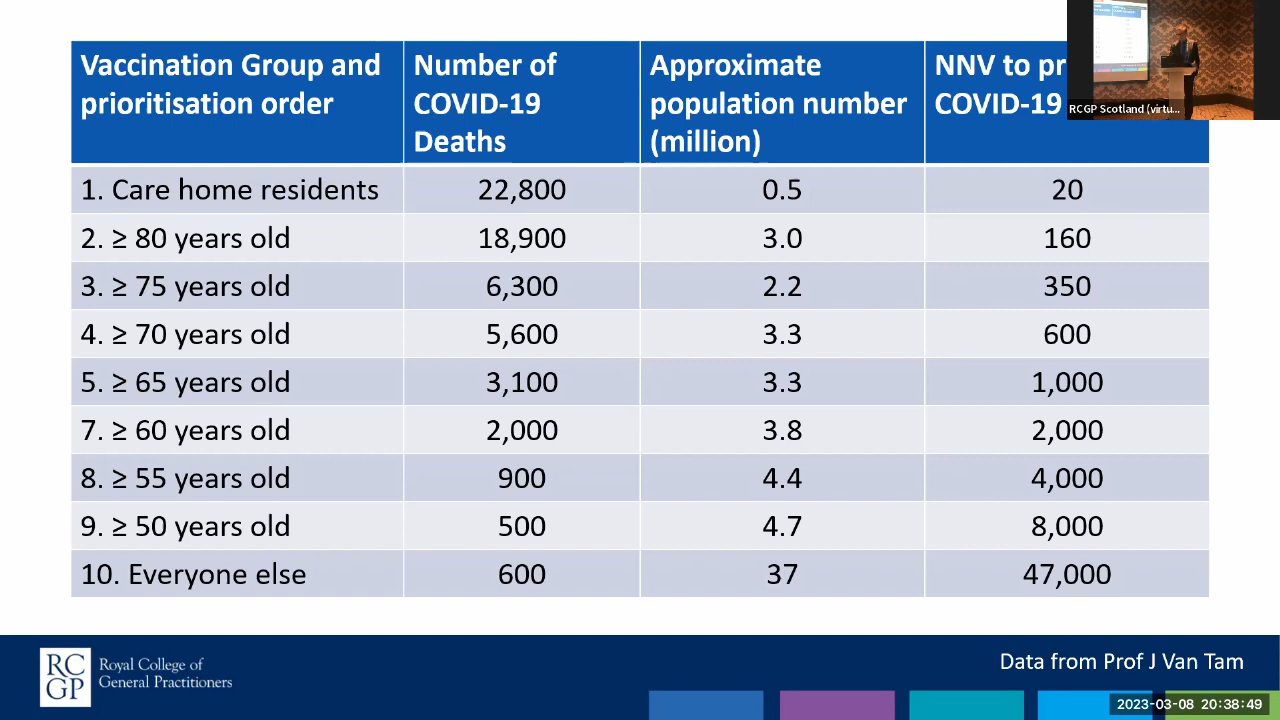 Vaccination Group and
prioritisation order
Number of
COVID-19
Deaths
Approximate
population number
(million)
NNV to pr
COVID-19
RCGP Scotland (virtu...
1. Care home residents 22,800 0.5 20
2. ≥ 80 years old 18,900 3.0 160
3. ≥ 75 years old 6,300 2.2 350
4. ≥ 70 years old 5,600 3.3 600
5. ≥ 65 years old 3,100 3.3 1,000
7. ≥ 60 years old 2,000 3.8 2,000
8. ≥ 55 years old 900 4.4 4,000
9. ≥ 50 years old 500 4.7 8,000
10. Everyone else 600 37 47,000
RC
GP
Royal College of
General Practitioners
Data from Prof J Van Tam
2023-03-08 20:38:49